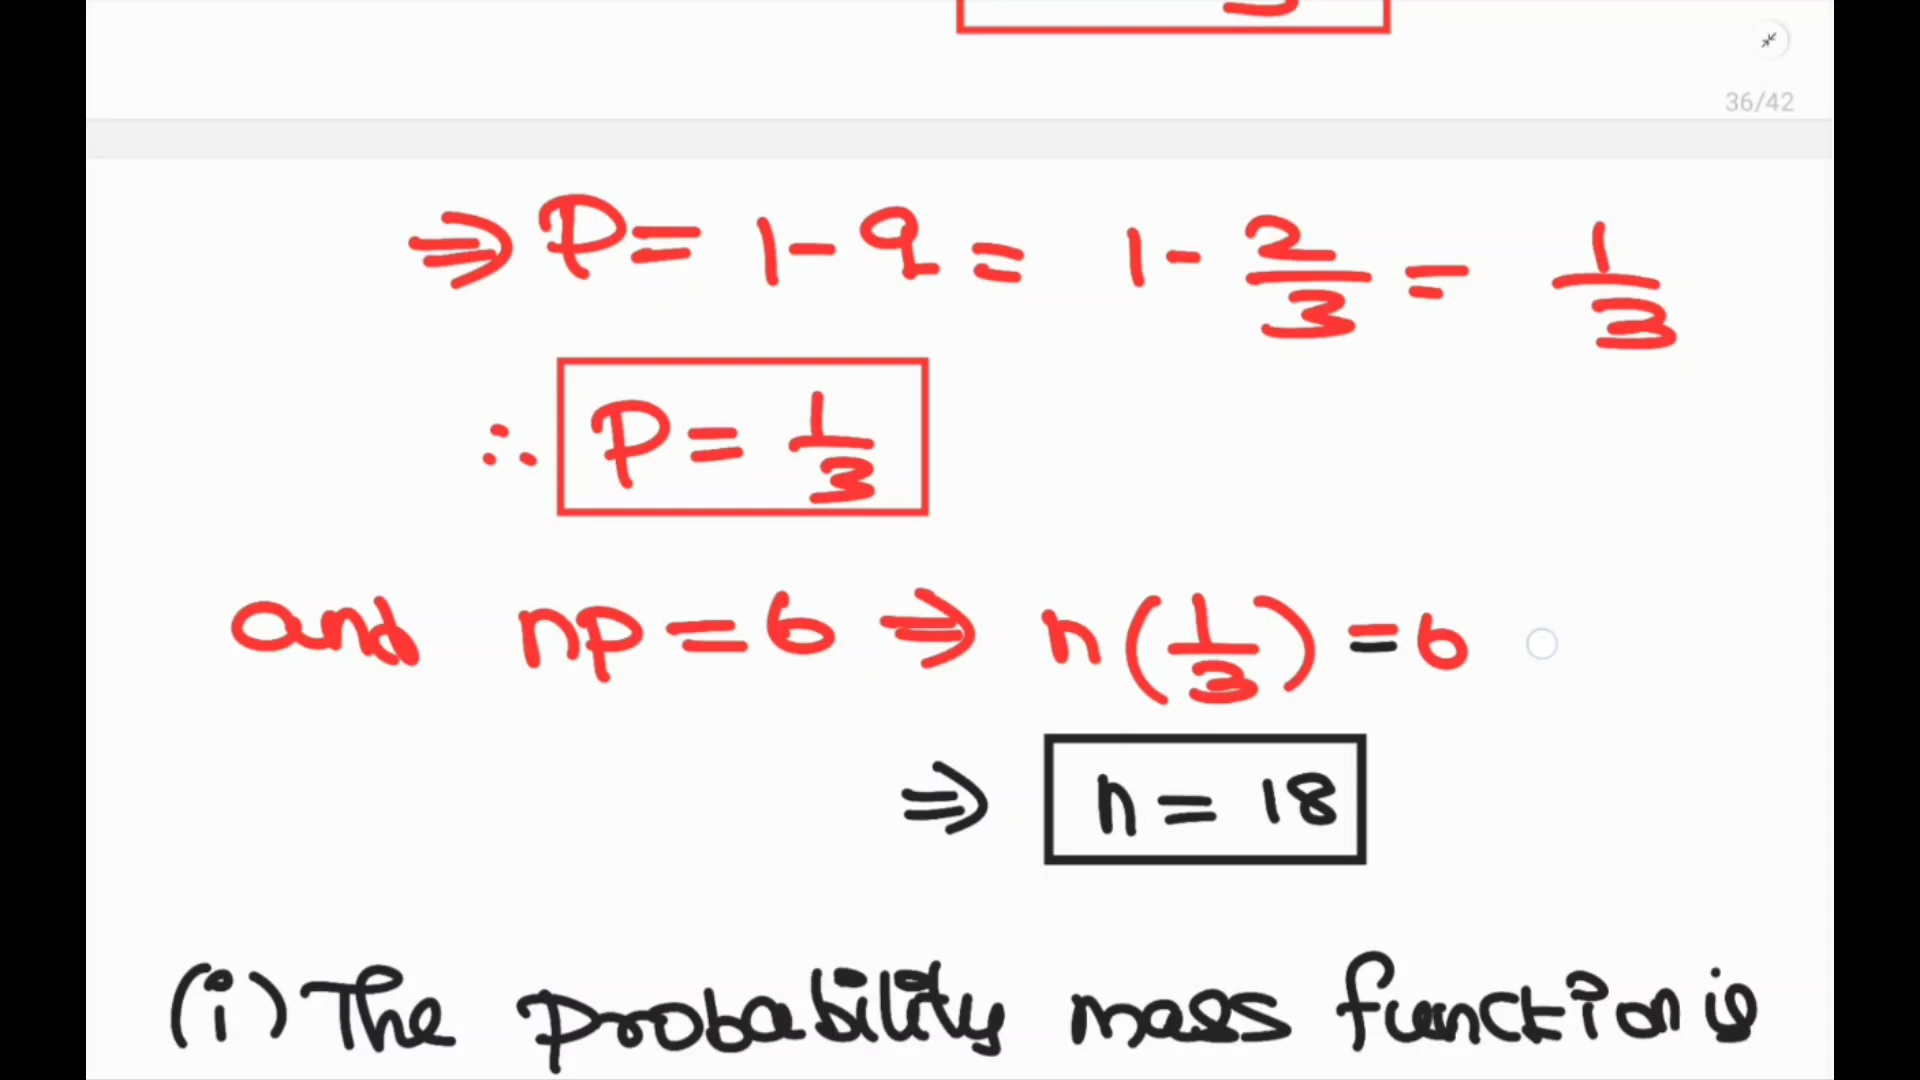 36/42
⇒ P = 1 - q = 1 - 2/3 = 1/3
∴ P = 1/3
and np = 6 ⇒ n(1/3) = 6
⇒ n = 18
(i) The probability mass function is